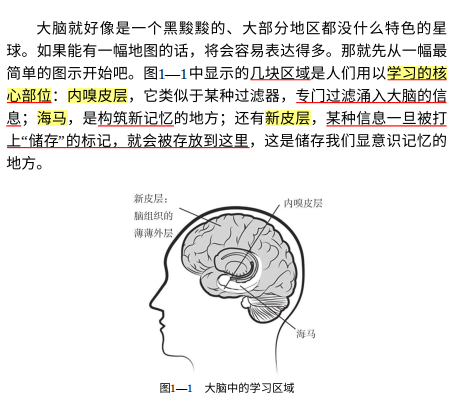 大脑就好像是一个黑黢黢的、大部分地区都没什么特色的星
球。如果能有一幅地图的话，将会容易表达得多。那就先从一幅最
简单的图示开始吧。图1—1中显示的几块区域是人们用以学习的核
心部位：内嗅皮层，它类似于某种过滤器，专门过滤涌入大脑的信
息；海马，是构筑新记忆的地方；还有新皮层，某种信息一旦被打
上“储存”的标记，就会被存放到这里，这是储存我们显意识记忆的
地方。
新皮层：
脑组织的
薄薄外层
内嗅皮层
海马
图1—1 大脑中的学习区域